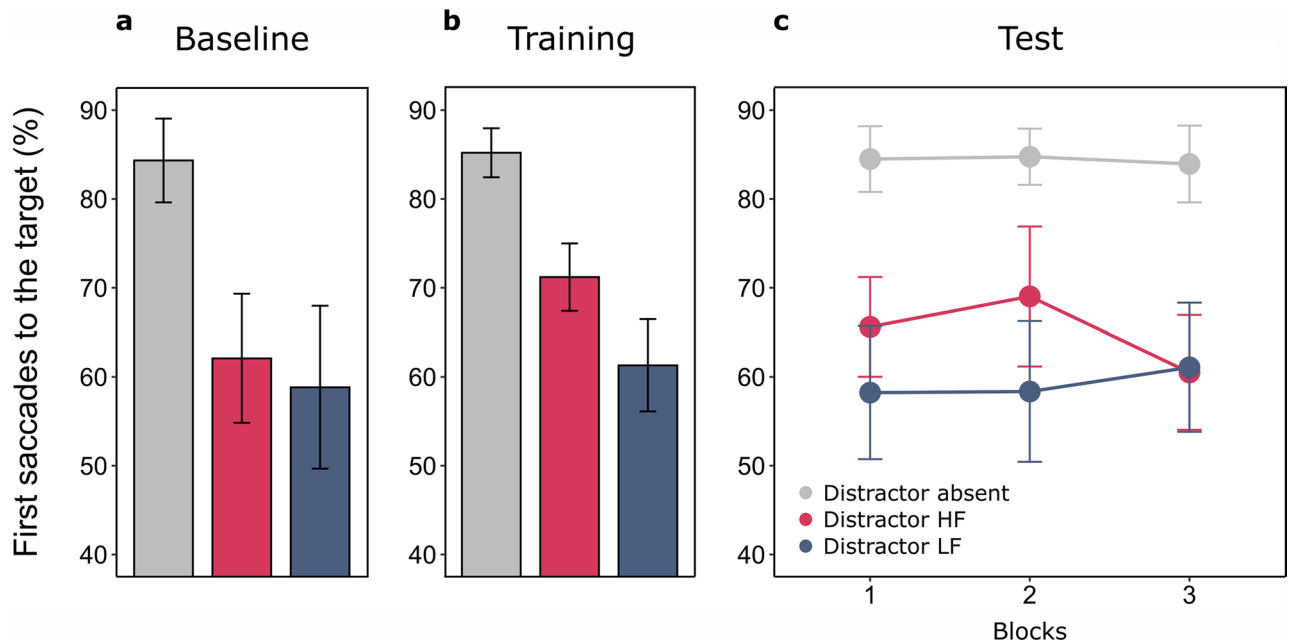 a
Baseline
b
Training
c
Test
First saccades to the target (%)
90
80
70
60
50
40
90
80
70
60
50
40
90
80
70
60
50
40
Distractor absent
Distractor HF
Distractor LF
1
2
3
Blocks